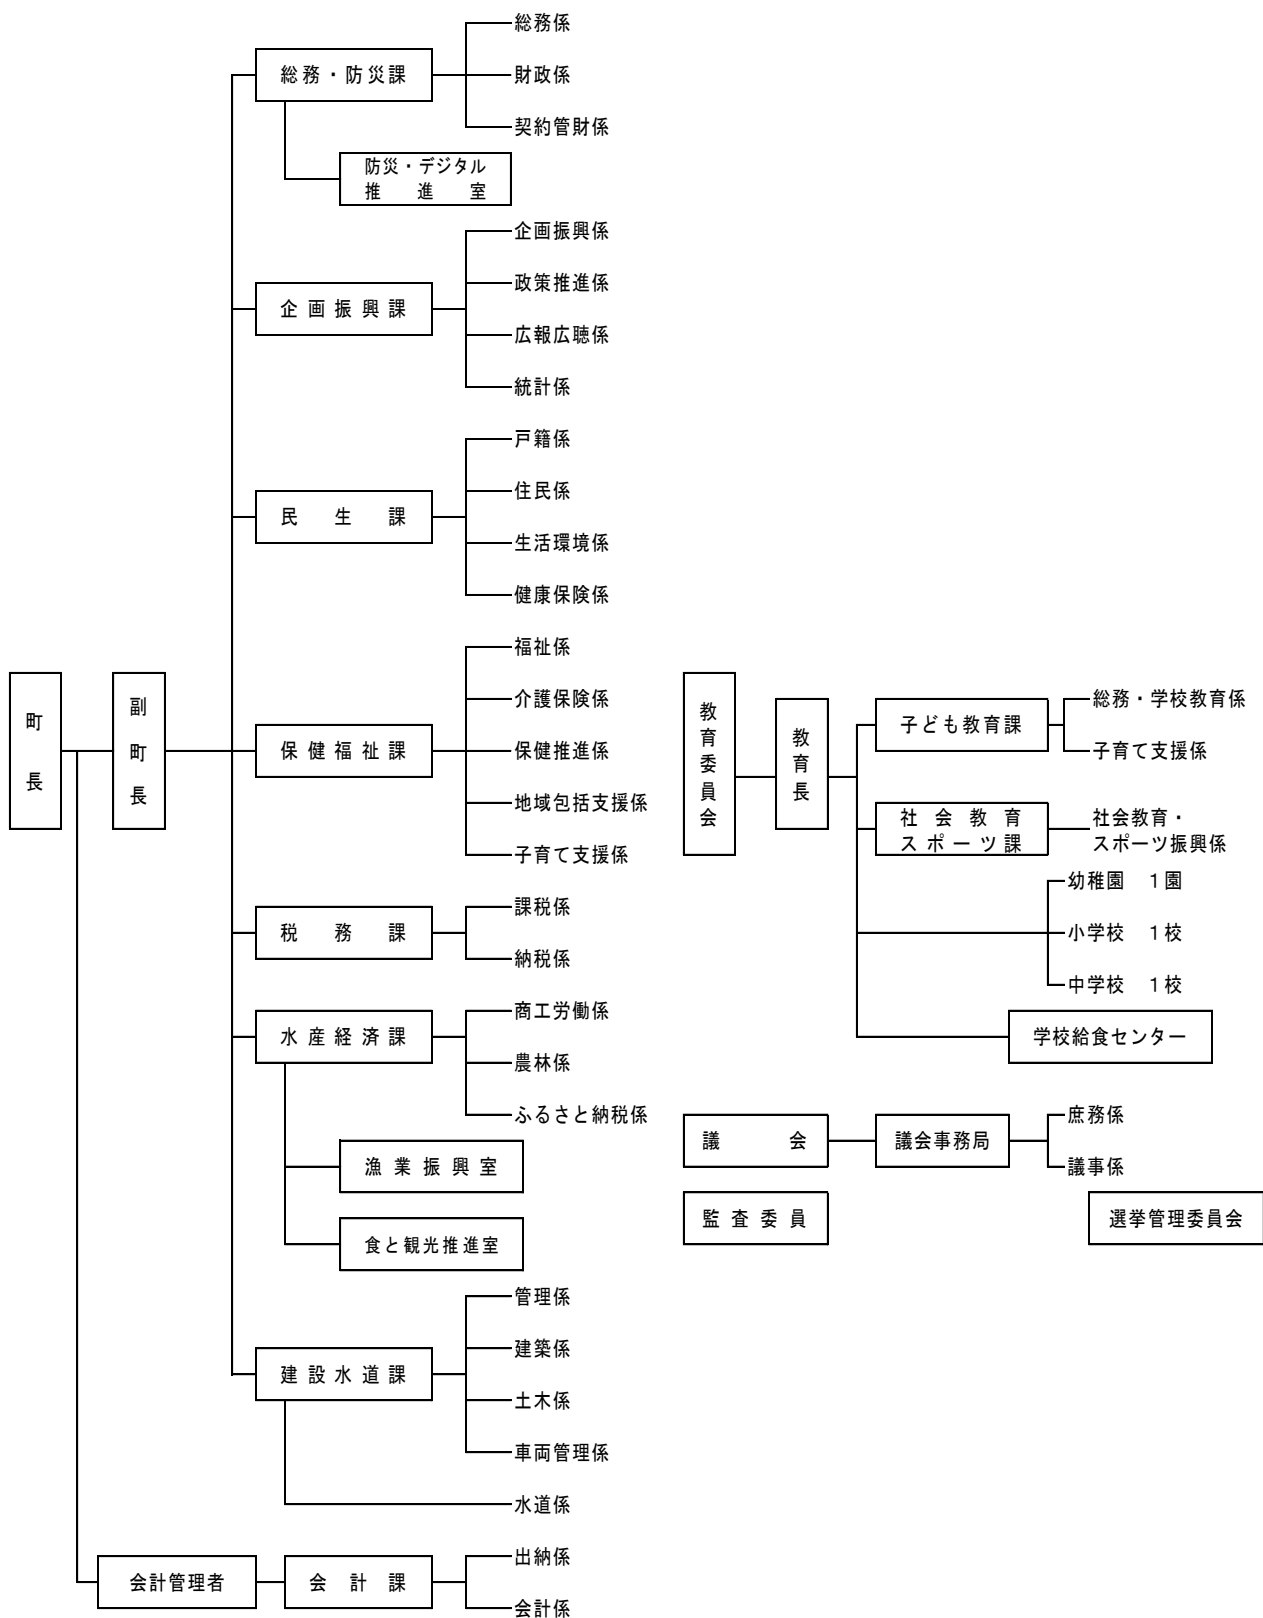 町長
副町長
総務・防災課
総務係
財政係
契約管財係
防災・デジタル
推進室
企画振興課
企画振興係
政策推進係
広報広聴係
統計係
民生課
戸籍係
住民係
生活環境係
健康保険係
保健福祉課
福祉係
介護保険係
保健推進係
地域包括支援係
子育て支援係
税務課
課税係
納税係
水産経済課
商工労働係
農林係
ふるさと納税係
漁業振興室
食と観光推進室
建設水道課
管理係
建築係
土木係
車両管理係
水道係
会計管理者
会計課
出納係
会計係
教育委員会
教育長
子ども教育課
総務・学校教育係
子育て支援係
社会教育
スポーツ課
社会教育・
スポーツ振興係
幼稚園　1園
小学校　1校
中学校　1校
学校給食センター
議会
議会事務局
庶務係
議事係
監査委員
選挙管理委員会